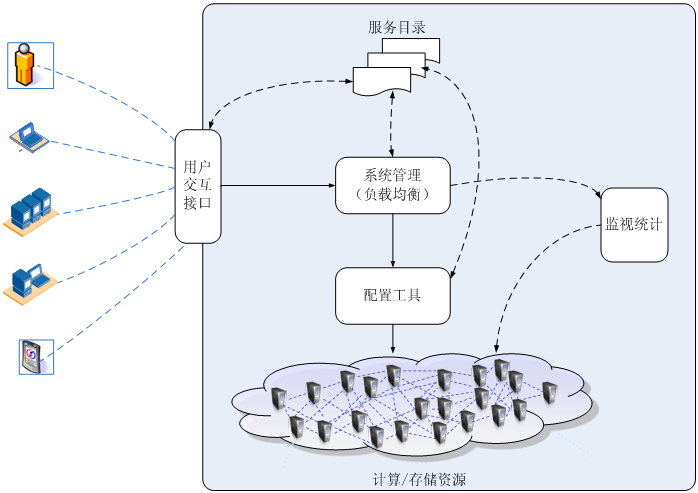 服务目录
用户
交互
接口
系统管理
（负载均衡）
监视统计
配置工具
计算/存储资源